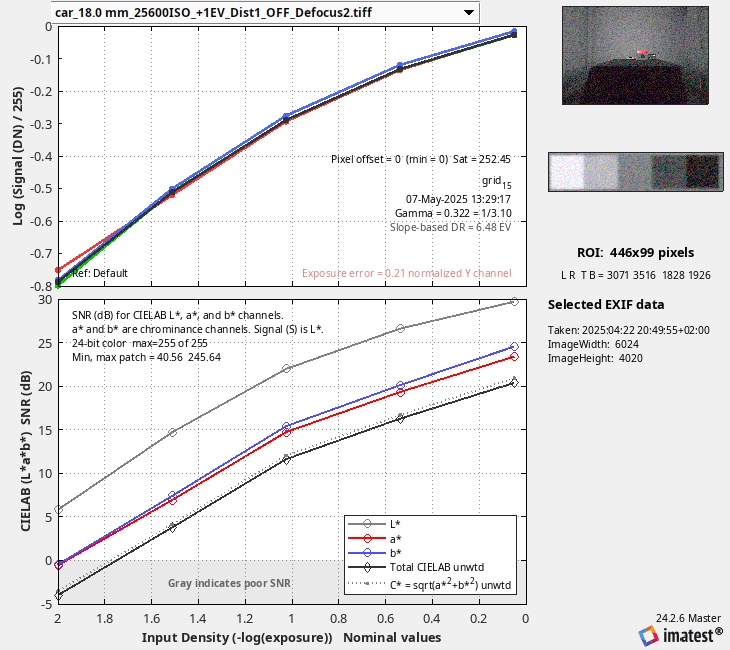 car_18.0 mm_25600ISO_+1EV_Dist1_OFF_Defocus2.tiff
0
-0.1
-0.2
-0.3
-0.4
-0.5
-0.6
-0.7
-0.8
Log (Signal (DN) / 255)
Pixel offset = 0 (min = 0) Sat = 252.45
grid15
07-May-2025 13:29:17
Gamma = 0.322 = 1/3.10
Slope-based DR = 6.48 EV
Ref: Default
Exposure error = 0.21 normalized Y channel
30
25
20
15
10
5
0
-5
CIELAB (L*a*b*) SNR (dB)
SNR (dB) for CIELAB L*, a*, and b* channels.
a* and b* are chrominance channels. Signal (S) is L*.
24-bit color max=255 of 255
Min, max patch = 40.56 245.64
L*
a*
b*
Total CIELAB unwtd
C* = sqrt(a*2+b*2) unwtd
Gray indicates poor SNR
2 1.8 1.6 1.4 1.2 1 0.8 0.6 0.4 0.2 0
Input Density (-log(exposure)) Nominal values
ROI: 446x99 pixels
L R T B = 3071 3516 1828 1926
Selected EXIF data
Taken: 2025:04:22 20:49:55+02:00
ImageWidth: 6024
ImageHeight: 4020
24.2.6 Master
imatest®